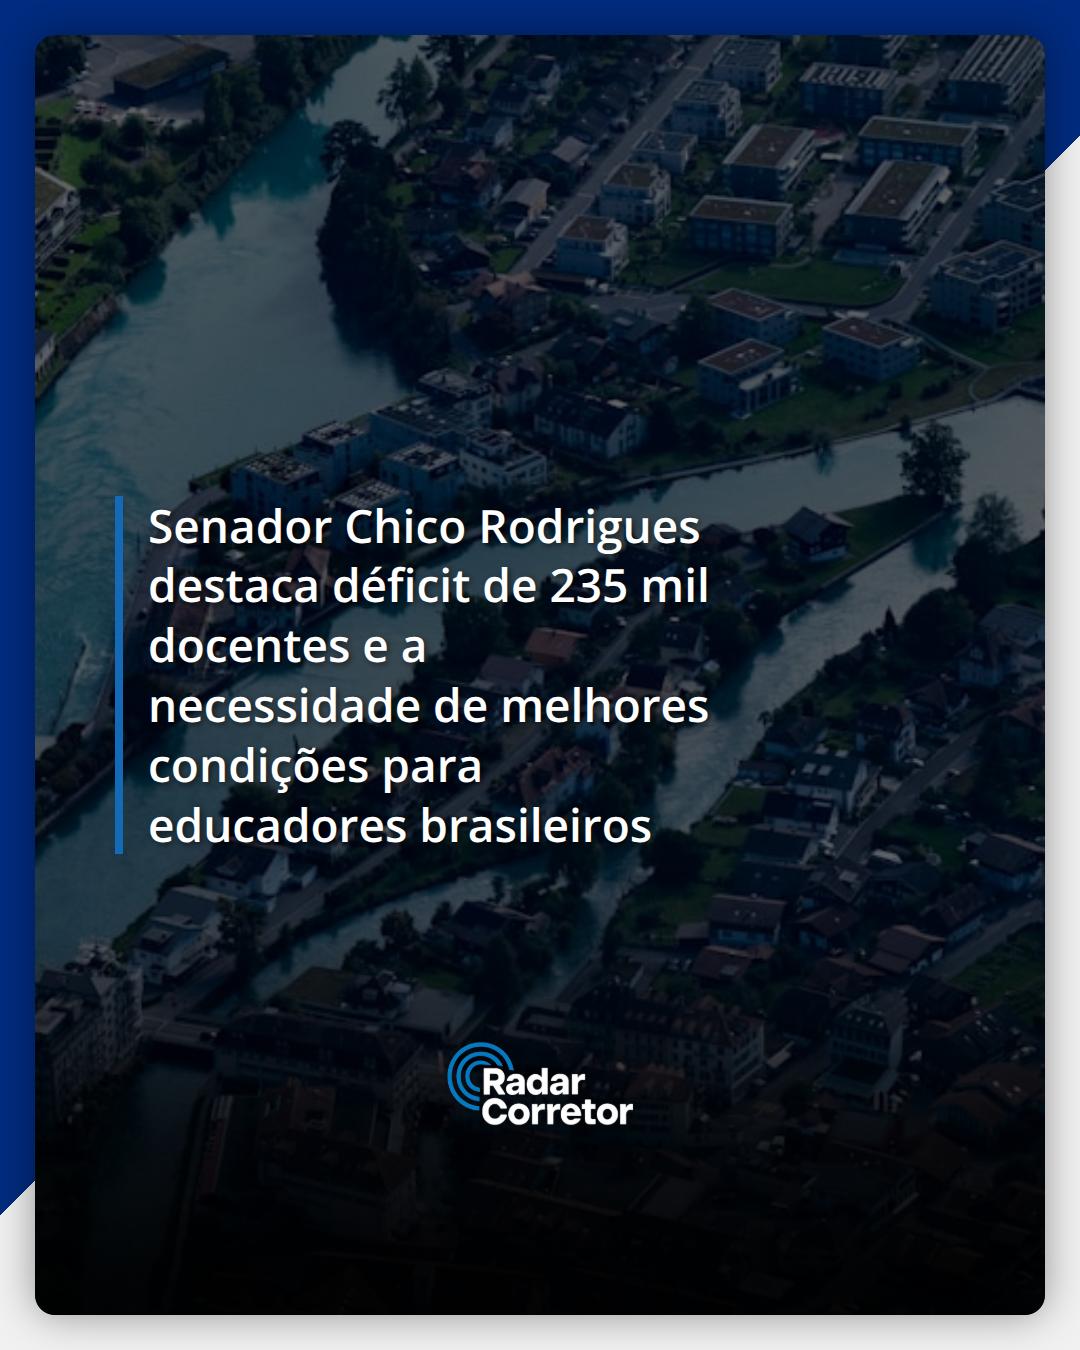 Senador Chico Rodrigues
destaca déficit de 235 mil
docentes e a
necessidade de melhores
condições para
educadores brasileiros
Radar
Corretor